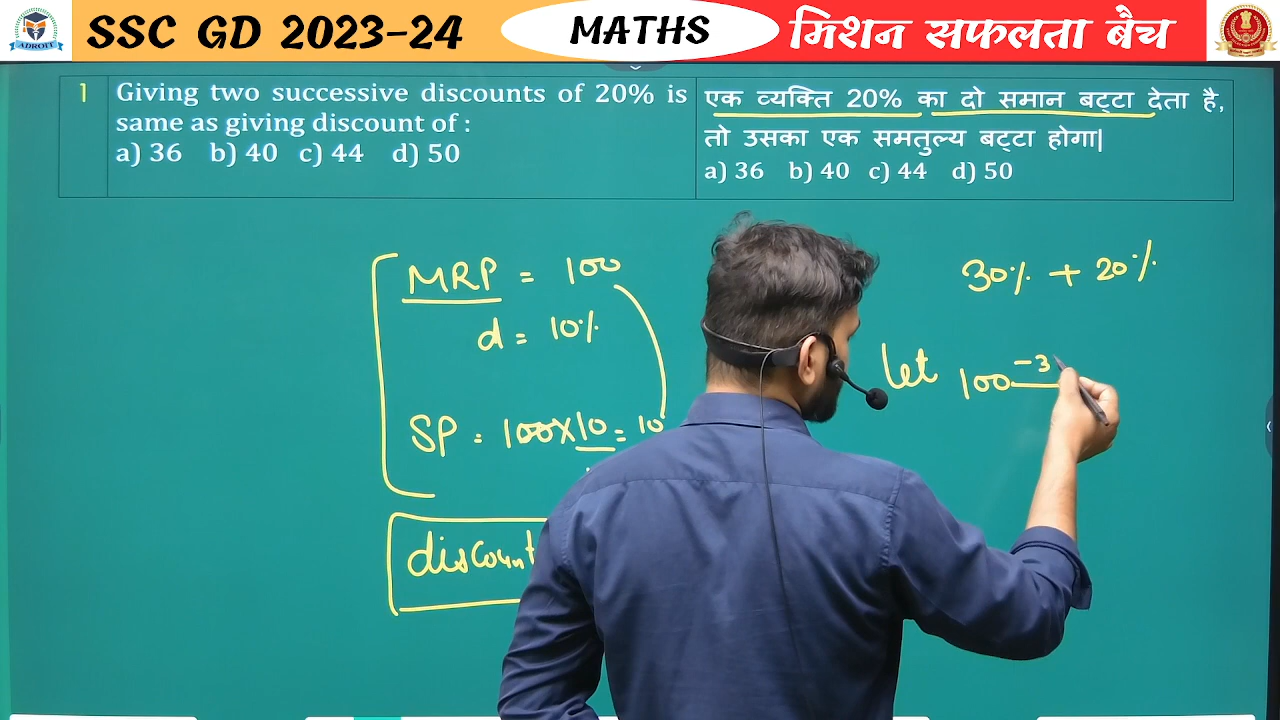 SSC GD 2023-24
MATHS
मिशन सफलता बैच
ADROIT
1
Giving two successive discounts of 20% is
same as giving discount of :
a) 36 b) 40 c) 44 d) 50
एक व्यक्ति 20% का दो समान बट्टा देता है,
तो उसका एक समतुल्य बट्टा होगा|
a) 36 b) 40 c) 44 d) 50
MRP = 100
d = 10%
SP = 100×10 = 10
discount
30% + 20%
let 100 -3